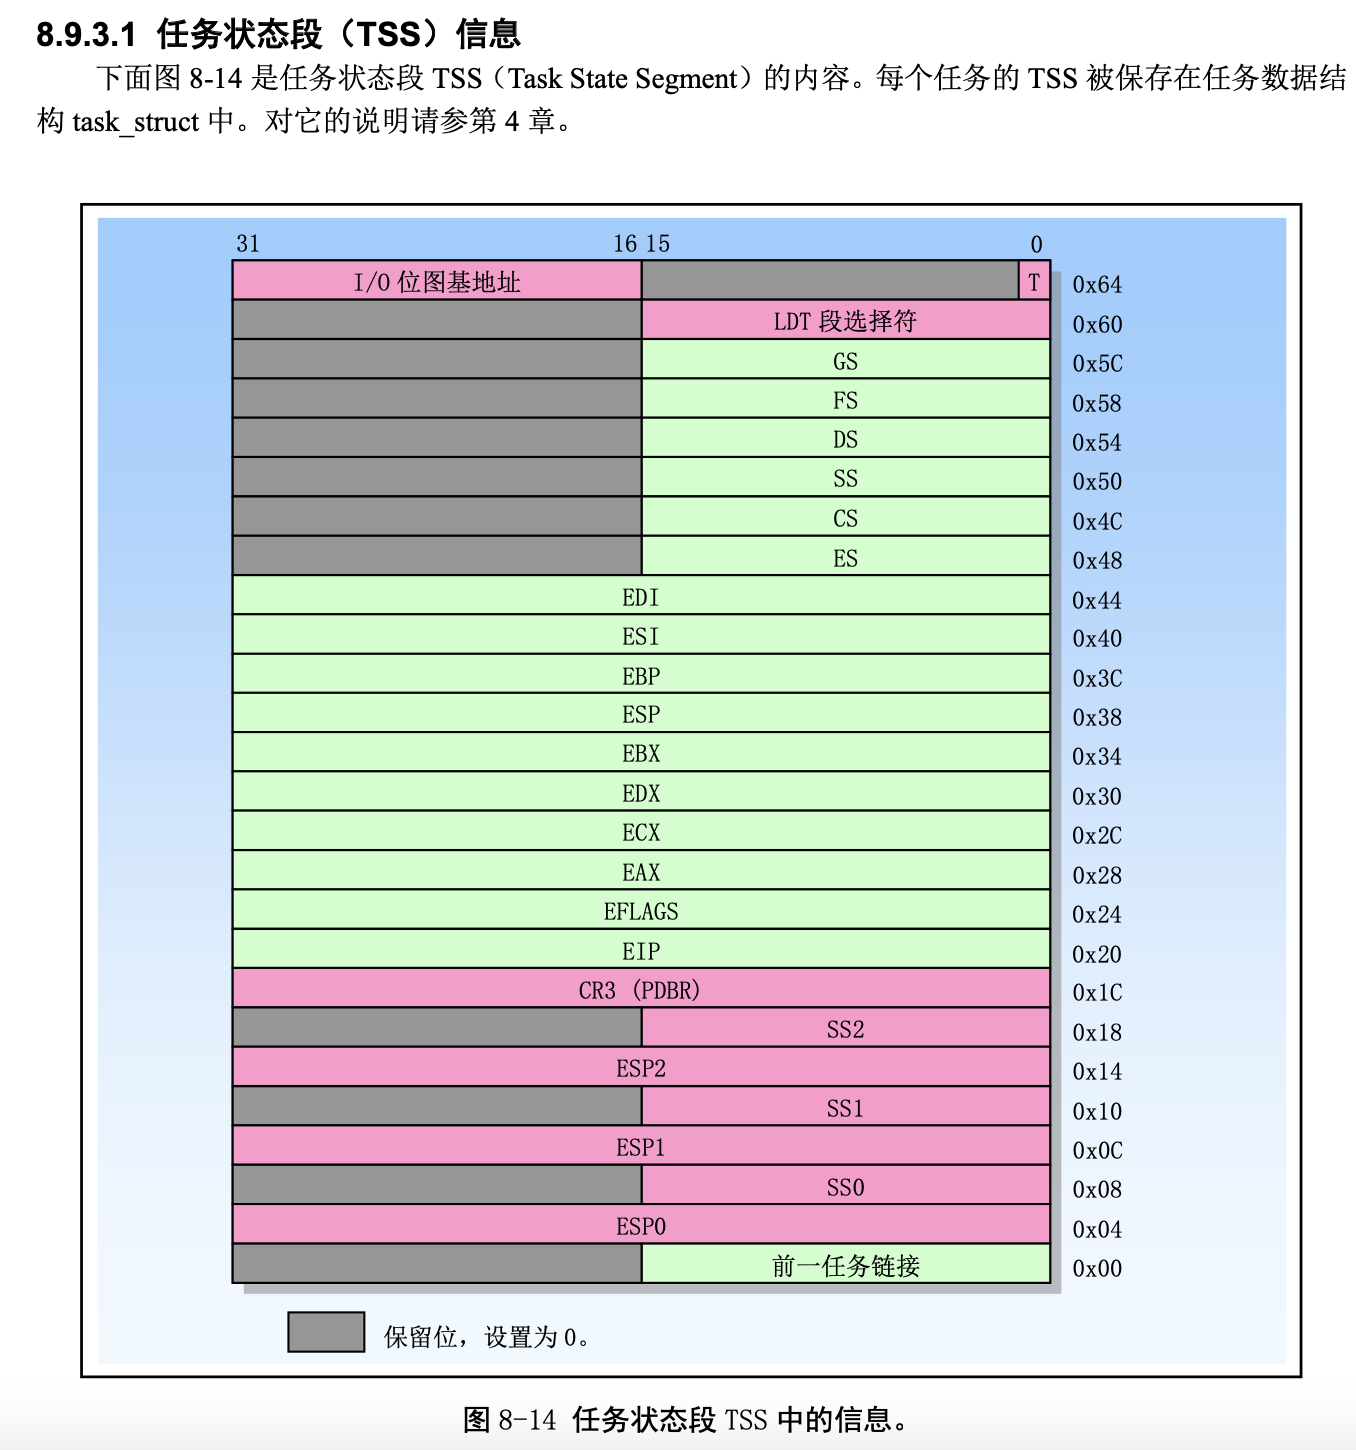 8.9.3.1 任务状态段（TSS）信息
下面图 8-14 是任务状态段 TSS（Task State Segment）的内容。每个任务的 TSS 被保存在任务数据结
构 task_struct 中。对它的说明请参第 4 章。
31 16 15 0
I/O 位图基地址 T 0x64
LDT 段选择符 0x60
GS 0x5C
FS 0x58
DS 0x54
SS 0x50
CS 0x4C
ES 0x48
EDI 0x44
ESI 0x40
EBP 0x3C
ESP 0x38
EBX 0x34
EDX 0x30
ECX 0x2C
EAX 0x28
EFLAGS 0x24
EIP 0x20
CR3 (PDBR) 0x1C
SS2 0x18
ESP2 0x14
SS1 0x10
ESP1 0x0C
SS0 0x08
ESP0 0x04
前一任务链接 0x00
保留位，设置为 0。
图 8-14 任务状态段 TSS 中的信息。